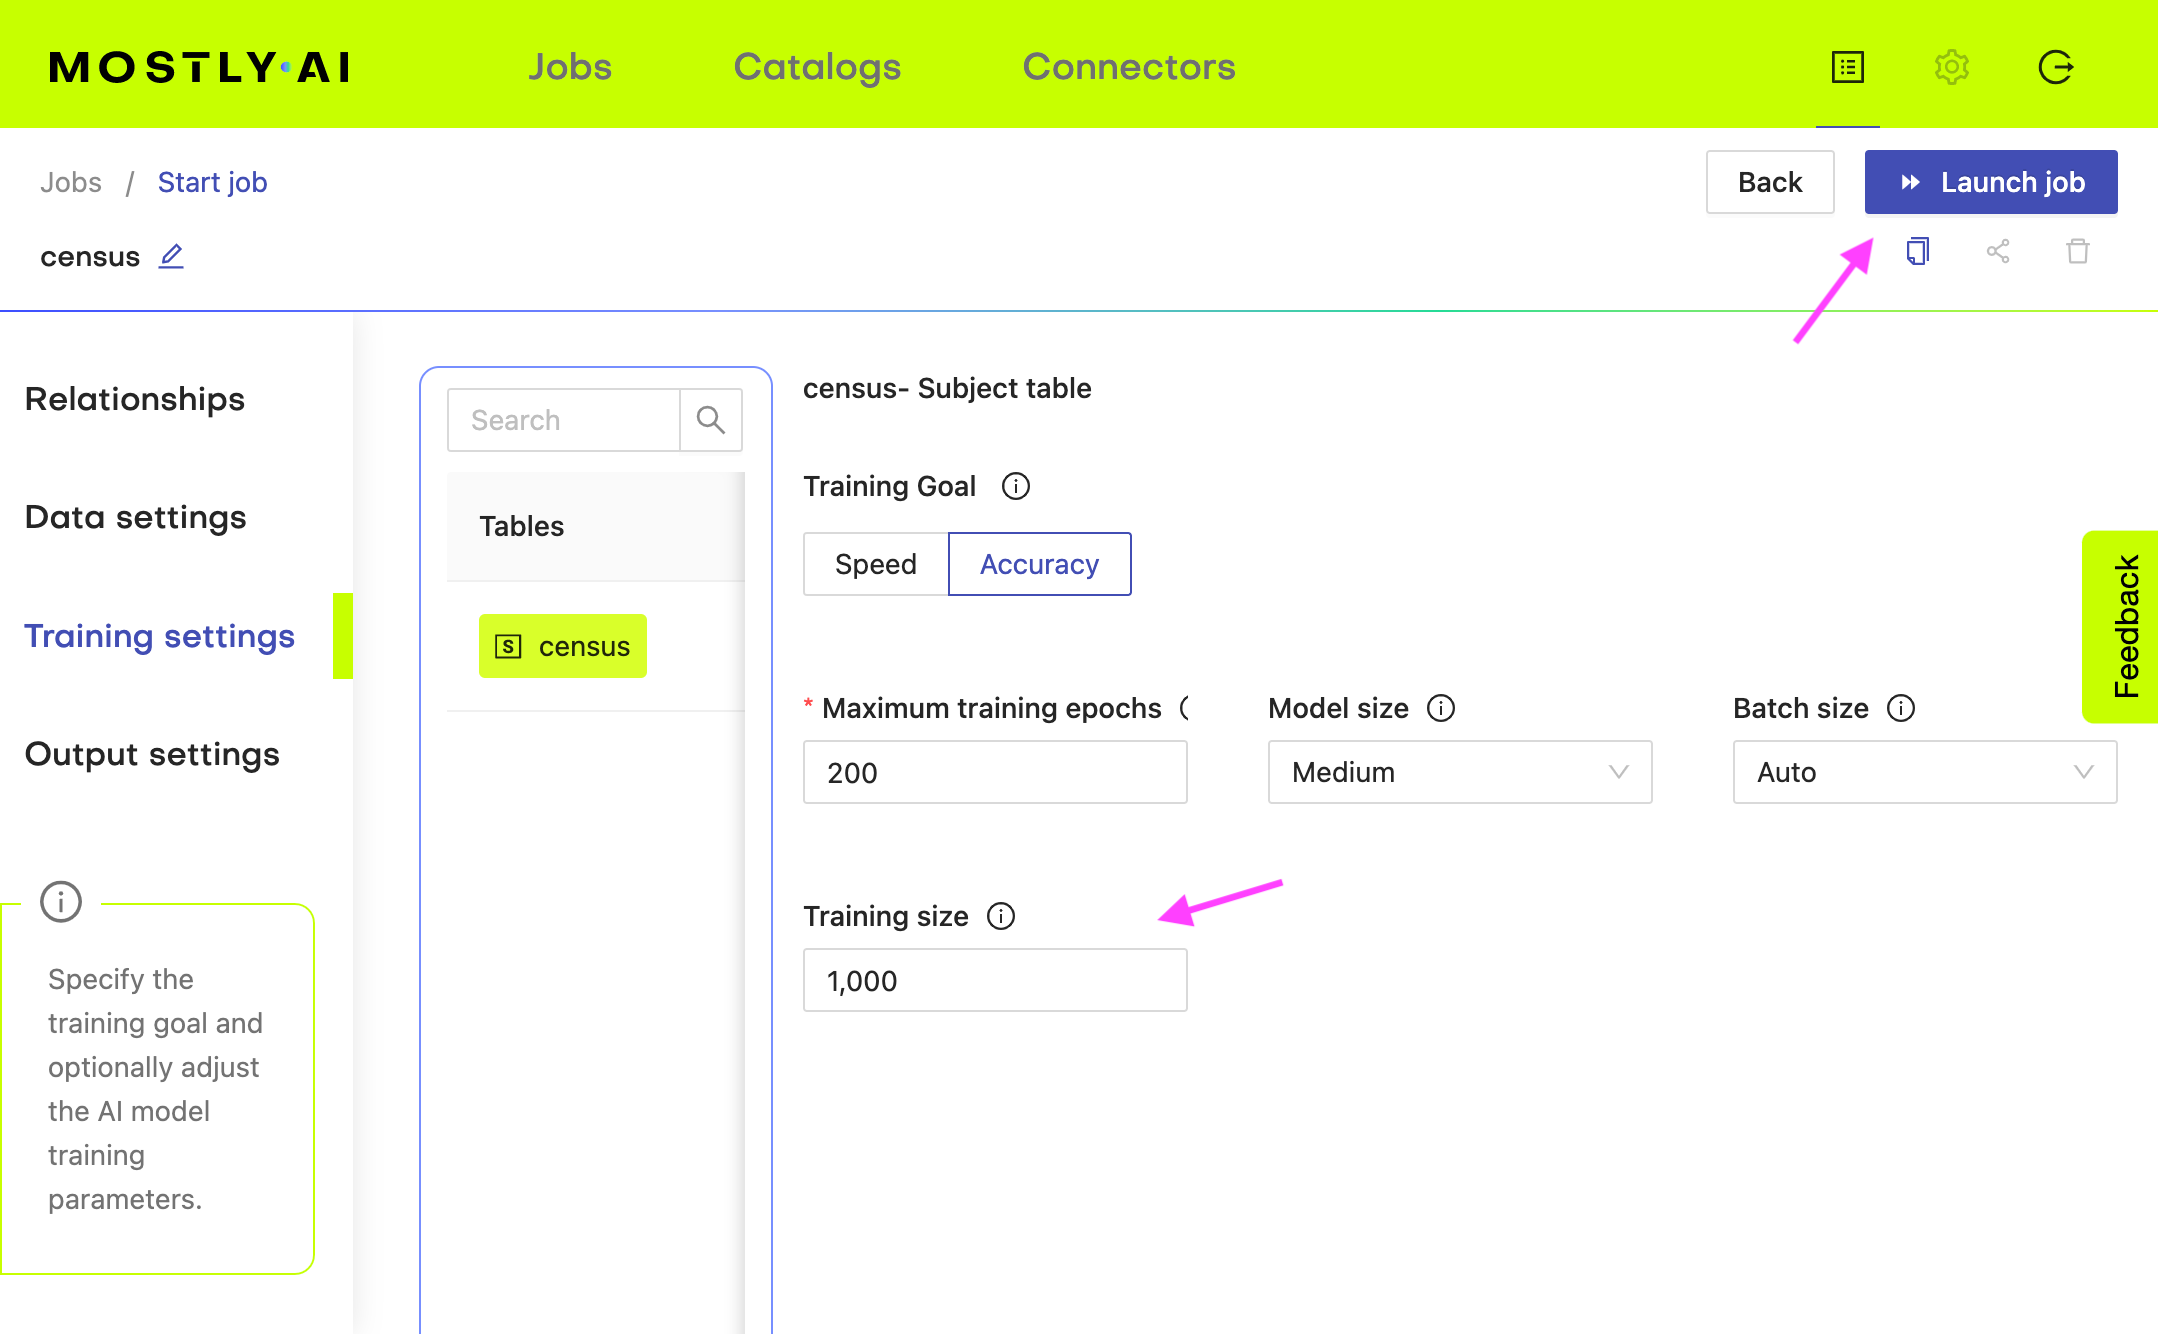 MOSTLY·AI
Jobs
Catalogs
Connectors
Jobs / Start job
Back
Launch job
census
Relationships
Data settings
Training settings
Output settings
Specify the
training goal and
optionally adjust
the AI model
training
parameters.
Search
Tables
S census
census- Subject table
Training Goal
Speed
Accuracy
* Maximum training epochs
200
Model size
Medium
Batch size
Auto
Training size
1,000
Feedback